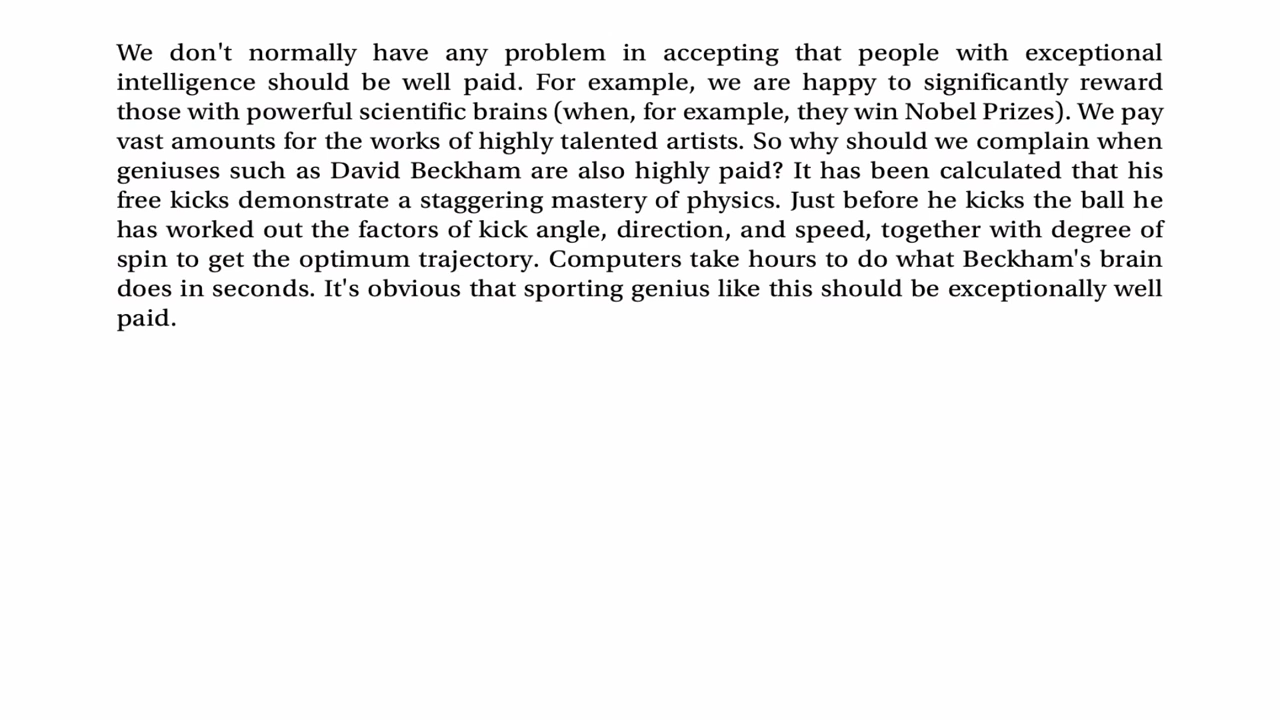 We don't normally have any problem in accepting that people with exceptional
intelligence should be well paid. For example, we are happy to significantly reward
those with powerful scientific brains (when, for example, they win Nobel Prizes). We pay
vast amounts for the works of highly talented artists. So why should we complain when
geniuses such as David Beckham are also highly paid? It has been calculated that his
free kicks demonstrate a staggering mastery of physics. Just before he kicks the ball he
has worked out the factors of kick angle, direction, and speed, together with degree of
spin to get the optimum trajectory. Computers take hours to do what Beckham's brain
does in seconds. It's obvious that sporting genius like this should be exceptionally well
paid.